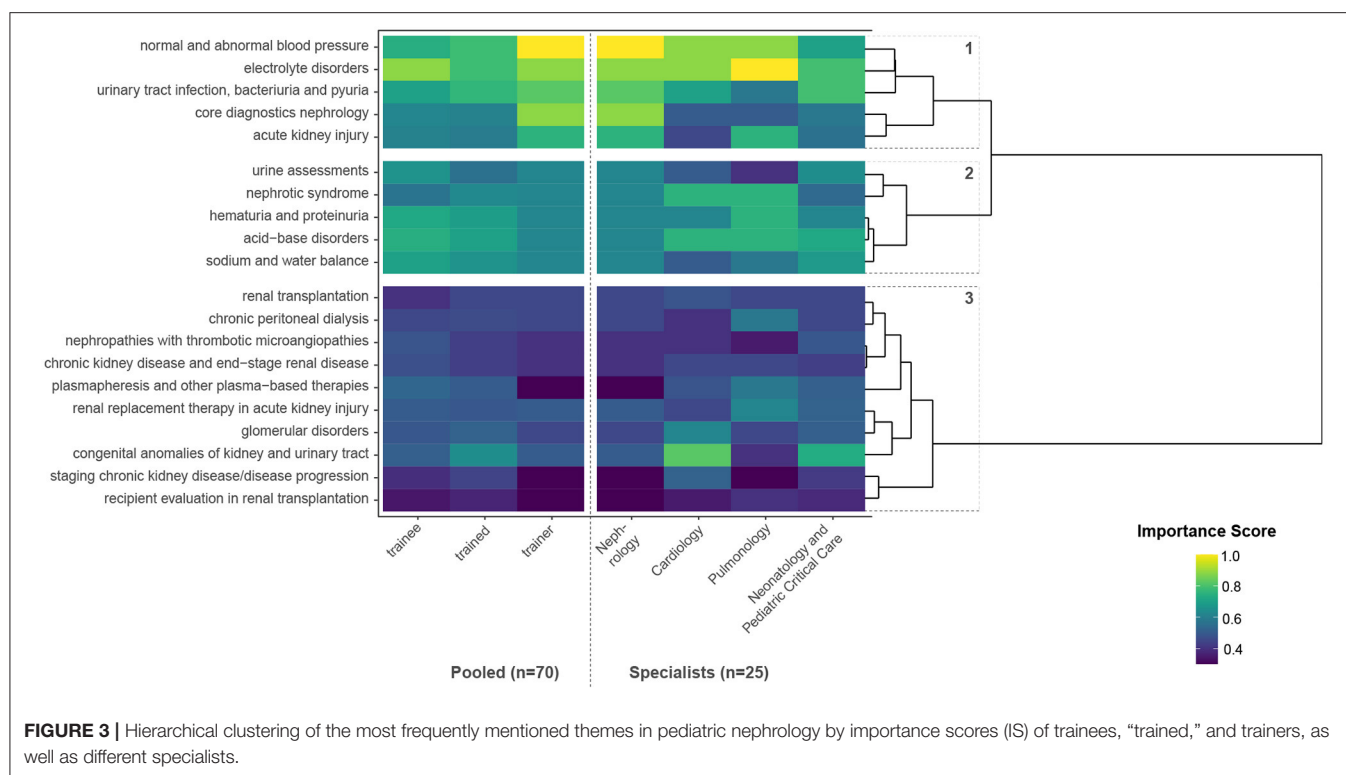 normal and abnormal blood pressure
electrolyte disorders
urinary tract infection, bacteriuria and pyuria
core diagnostics nephrology
acute kidney injury
1
urine assessments
nephrotic syndrome
hematuria and proteinuria
acid−base disorders
sodium and water balance
2
renal transplantation
chronic peritoneal dialysis
nephropathies with thrombotic microangiopathies
chronic kidney disease and end−stage renal disease
plasmapheresis and other plasma−based therapies
renal replacement therapy in acute kidney injury
glomerular disorders
congenital anomalies of kidney and urinary tract
staging chronic kidney disease/disease progression
recipient evaluation in renal transplantation
3
trainee
trained
trainer
Neph-
rology
Cardiology
Pulmonology
Neonatology and
Pediatric Critical Care
Pooled (n=70)
Specialists (n=25)
Importance Score
1.0
0.8
0.6
0.4
FIGURE 3 | Hierarchical clustering of the most frequently mentioned themes in pediatric nephrology by importance scores (IS) of trainees, “trained,” and trainers, as
well as different specialists.